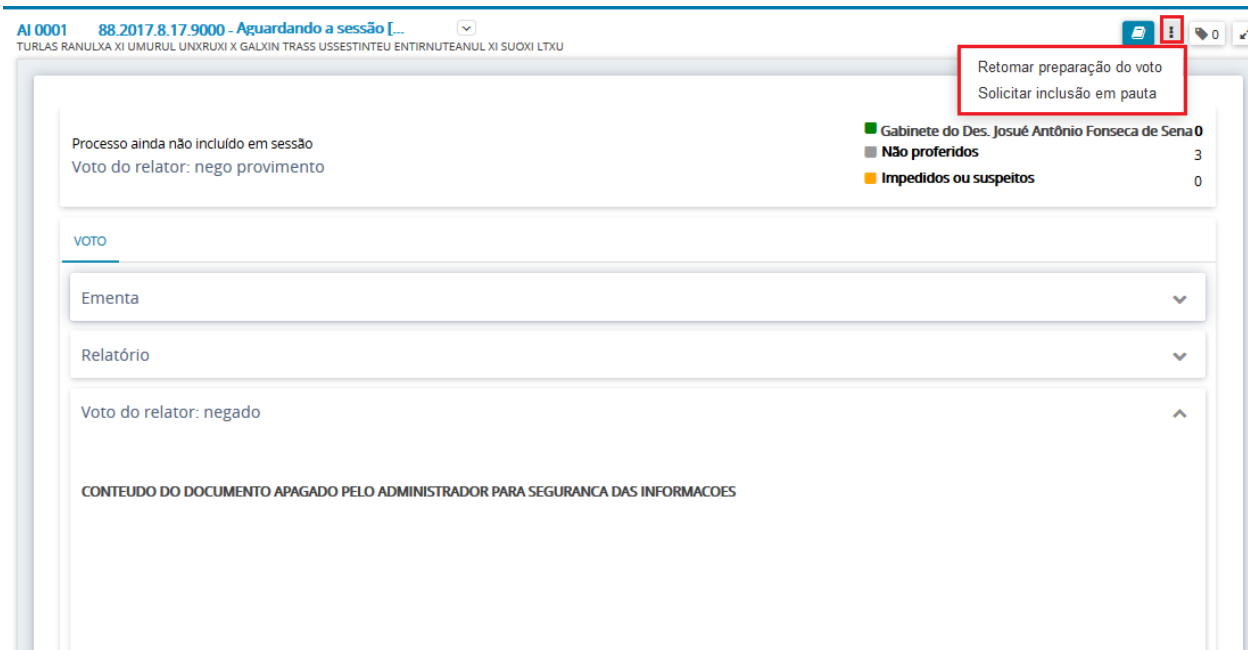 AI 0001 88.2017.8.17.9000 - Aguardando a sessão [...
TURLAS RANULXA XI UMURUL UNXRUXI X GALXIN TRASS USSESTINTEU ENTIRNUTEANUL XI SUOXI LTXU
0
Retomar preparação do voto
Solicitar inclusão em pauta
Processo ainda não incluído em sessão
Voto do relator: nego provimento
Gabinete do Des. Josué Antônio Fonseca de Sena 0
Não proferidos 3
Impedidos ou suspeitos 0
VOTO
Ementa
Relatório
Voto do relator: negado
CONTEUDO DO DOCUMENTO APAGADO PELO ADMINISTRADOR PARA SEGURANCA DAS INFORMACOES